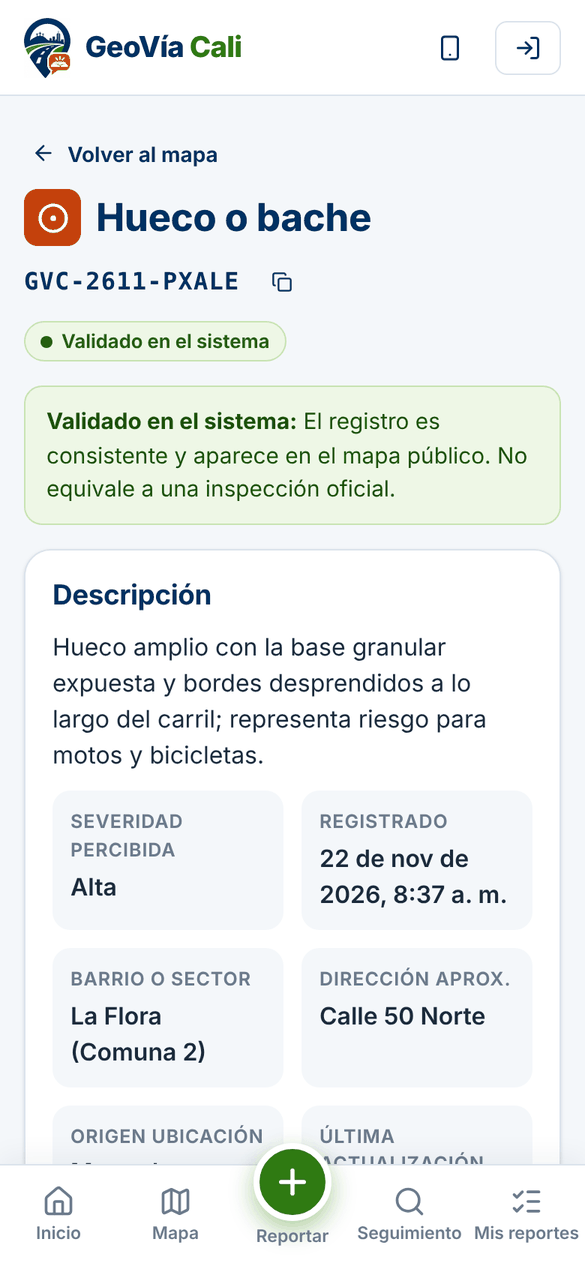 GeoVía Cali
Volver al mapa
Hueco o bache
GVC-2611-PXALE
Validado en el sistema
Validado en el sistema: El registro es
consistente y aparece en el mapa público. No
equivale a una inspección oficial.
Descripción
Hueco amplio con la base granular
expuesta y bordes desprendidos a lo
largo del carril; representa riesgo para
motos y bicicletas.
SEVERIDAD
PERCIBIDA
Alta
REGISTRADO
22 de nov de
2026, 8:37 a. m.
BARRIO O SECTOR
La Flora
(Comuna 2)
DIRECCIÓN APROX.
Calle 50 Norte
ORIGEN UBICACIÓN
ÚLTIMA
ACTUALIZACIÓN
Inicio
Mapa
Reportar
Seguimiento
Mis reportes